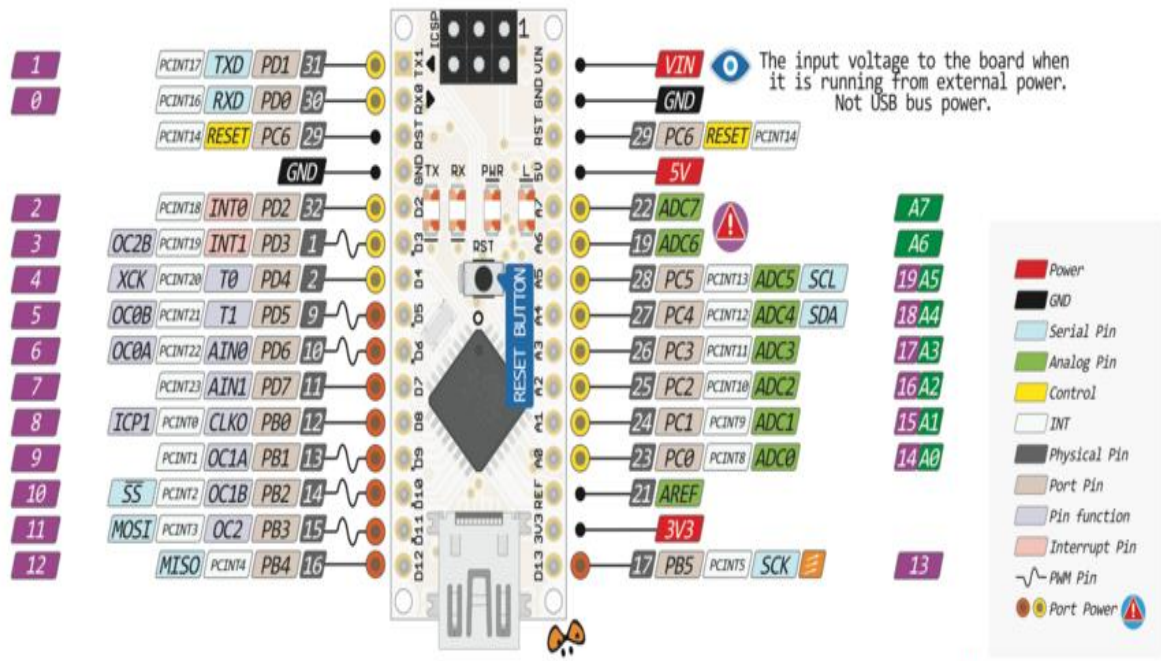 ICSP 1
1 PCINT17 TXD PD1 31 TX1 VIN VIN The input voltage to the board when
it is running from external power.
Not USB bus power.
0 PCINT16 RXD PD0 30 RX0 GND GND
PCINT14 RESET PC6 29 RST RST 29 PC6 RESET PCINT14
GND GND 5V 5V
TX RX PWR L
2 PCINT18 INT0 PD2 32 D2 A7 22 ADC7 A7
3 OC2B PCINT19 INT1 PD3 1 D3 A6 19 ADC6 A6
RST
4 XCK PCINT20 T0 PD4 2 D4 A5 28 PC5 PCINT13 ADC5 SCL 19 A5
5 OC0B PCINT21 T1 PD5 9 D5 A4 27 PC4 PCINT12 ADC4 SDA 18 A4
6 OC0A PCINT22 AIN0 PD6 10 D6 A3 26 PC3 PCINT11 ADC3 17 A3
7 PCINT23 AIN1 PD7 11 D7 A2 25 PC2 PCINT10 ADC2 16 A2
RESET BUTTON
8 ICP1 PCINT0 CLKO PB0 12 D8 A1 24 PC1 PCINT9 ADC1 15 A1
9 PCINT1 OC1A PB1 13 D9 A0 23 PC0 PCINT8 ADC0 14 A0
10 SS PCINT2 OC1B PB2 14 D10 REF 21 AREF
11 MOSI PCINT3 OC2 PB3 15 D11 3V3 3V3
12 MISO PCINT4 PB4 16 D12 D13 17 PB5 PCINT5 SCK 13
Power
GND
Serial Pin
Analog Pin
Control
INT
Physical Pin
Port Pin
Pin function
Interrupt Pin
PWM Pin
Port Power